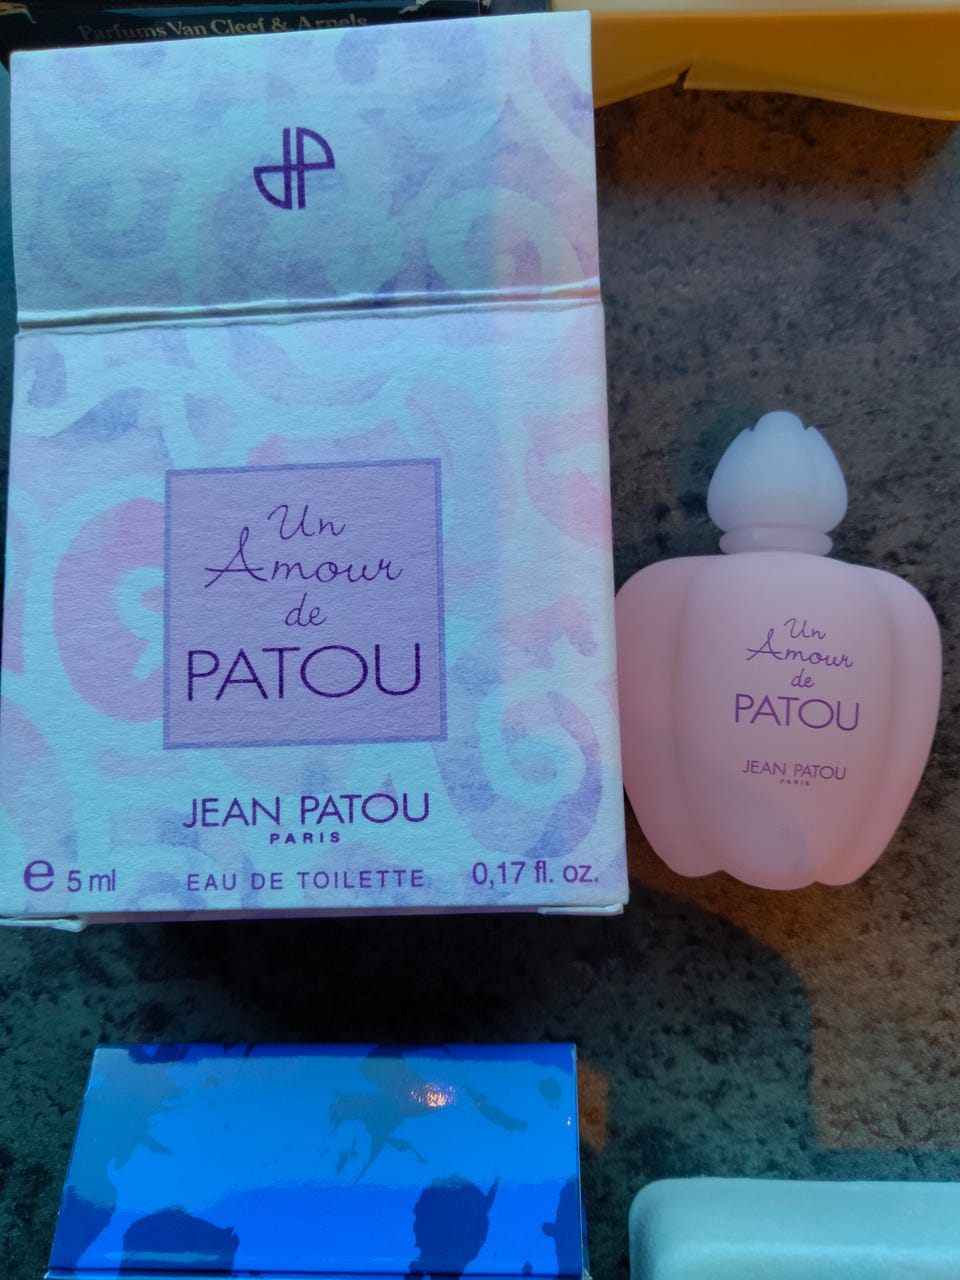 Parfums Van Cleef & Arpels
JP
Un
Amour
de
PATOU
JEAN PATOU
PARIS
e 5 ml
EAU DE TOILETTE
0,17 fl. oz.
Un
Amour
de
PATOU
JEAN PATOU
PARIS